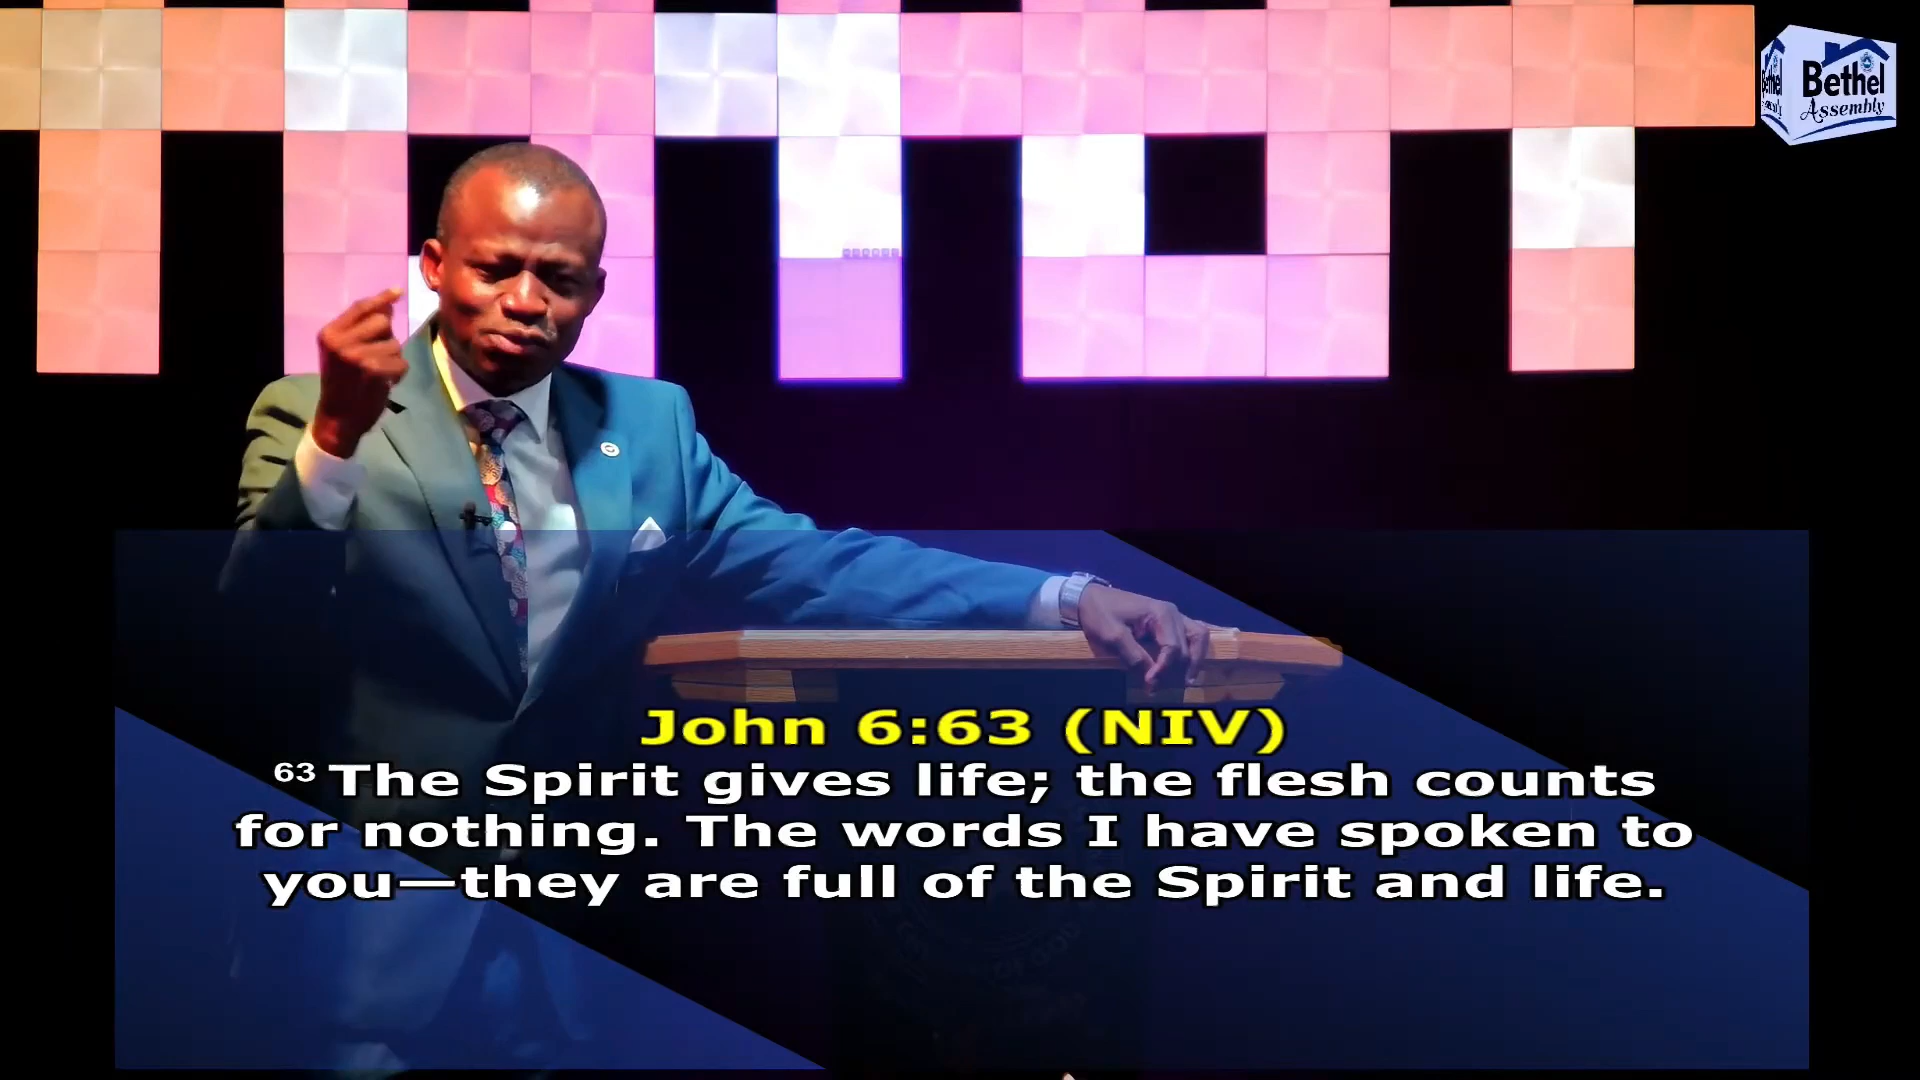 Bethel
Assembly
John 6:63 (NIV)
63 The Spirit gives life; the flesh counts
for nothing. The words I have spoken to
you—they are full of the Spirit and life.